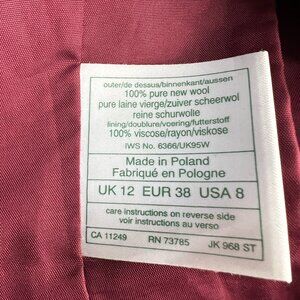 outer/de dessus/binnenkant/aussen
100% pure new wool
pure laine vierge/zuiver scheerwol
reine schurwolle
lining/doublure/voering/futterstoff
100% viscose/rayon/viskose
IWS No. 6366/UK95W
Made in Poland
Fabriqué en Pologne
UK 12 EUR 38 USA 8
care instructions on reverse side
voir instructions au verso
CA 11249 RN 73785 JK 968 ST